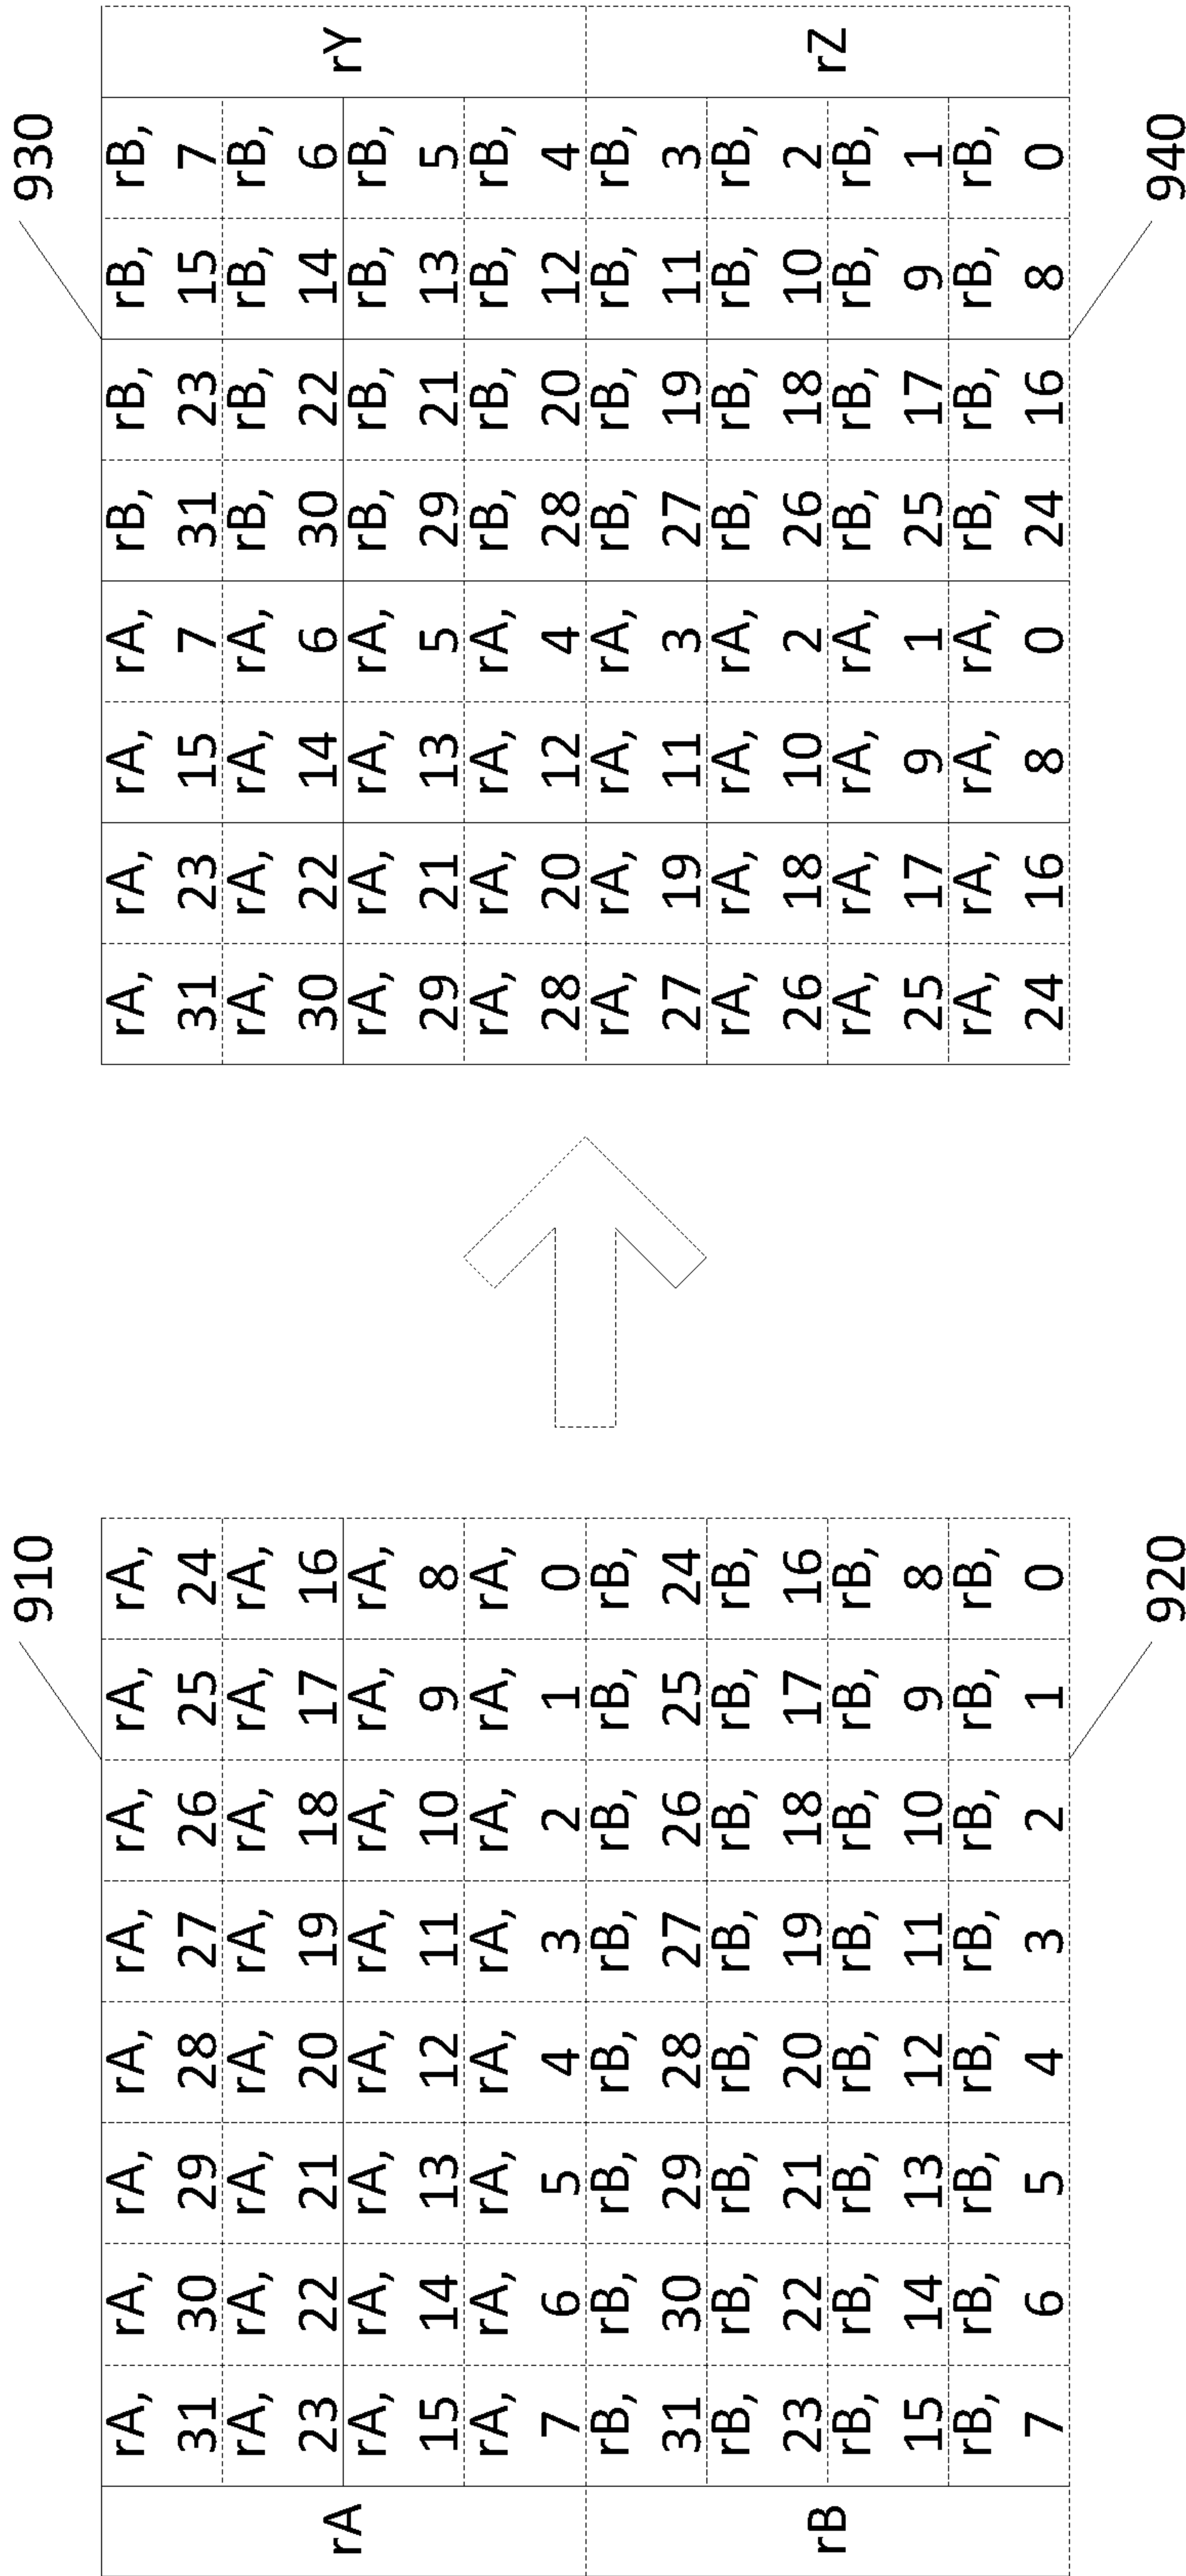 910
rA, rA, rA, rA, rA, rA, rA, rA,
31 30 29 28 27 26 25 24
rA, rA, rA, rA, rA, rA, rA, rA,
23 22 21 20 19 18 17 16
rA
rA, rA, rA, rA, rA, rA, rA, rA,
15 14 13 12 11 10 9 8
rA, rA, rA, rA, rA, rA, rA, rA,
7 6 5 4 3 2 1 0
rB, rB, rB, rB, rB, rB, rB, rB,
31 30 29 28 27 26 25 24
rB, rB, rB, rB, rB, rB, rB, rB,
23 22 21 20 19 18 17 16
rB
rB, rB, rB, rB, rB, rB, rB, rB,
15 14 13 12 11 10 9 8
rB, rB, rB, rB, rB, rB, rB, rB,
7 6 5 4 3 2 1 0
920
930
rA, rA, rA, rA, rB, rB, rB, rB,
31 23 15 7 31 23 15 7
rA, rA, rA, rA, rB, rB, rB, rB,
30 22 14 6 30 22 14 6
rY
rA, rA, rA, rA, rB, rB, rB, rB,
29 21 13 5 29 21 13 5
rA, rA, rA, rA, rB, rB, rB, rB,
28 20 12 4 28 20 12 4
rA, rA, rA, rA, rB, rB, rB, rB,
27 19 11 3 27 19 11 3
rA, rA, rA, rA, rB, rB, rB, rB,
26 18 10 2 26 18 10 2
rZ
rA, rA, rA, rA, rB, rB, rB, rB,
25 17 9 1 25 17 9 1
rA, rA, rA, rA, rB, rB, rB, rB,
24 16 8 0 24 16 8 0
940